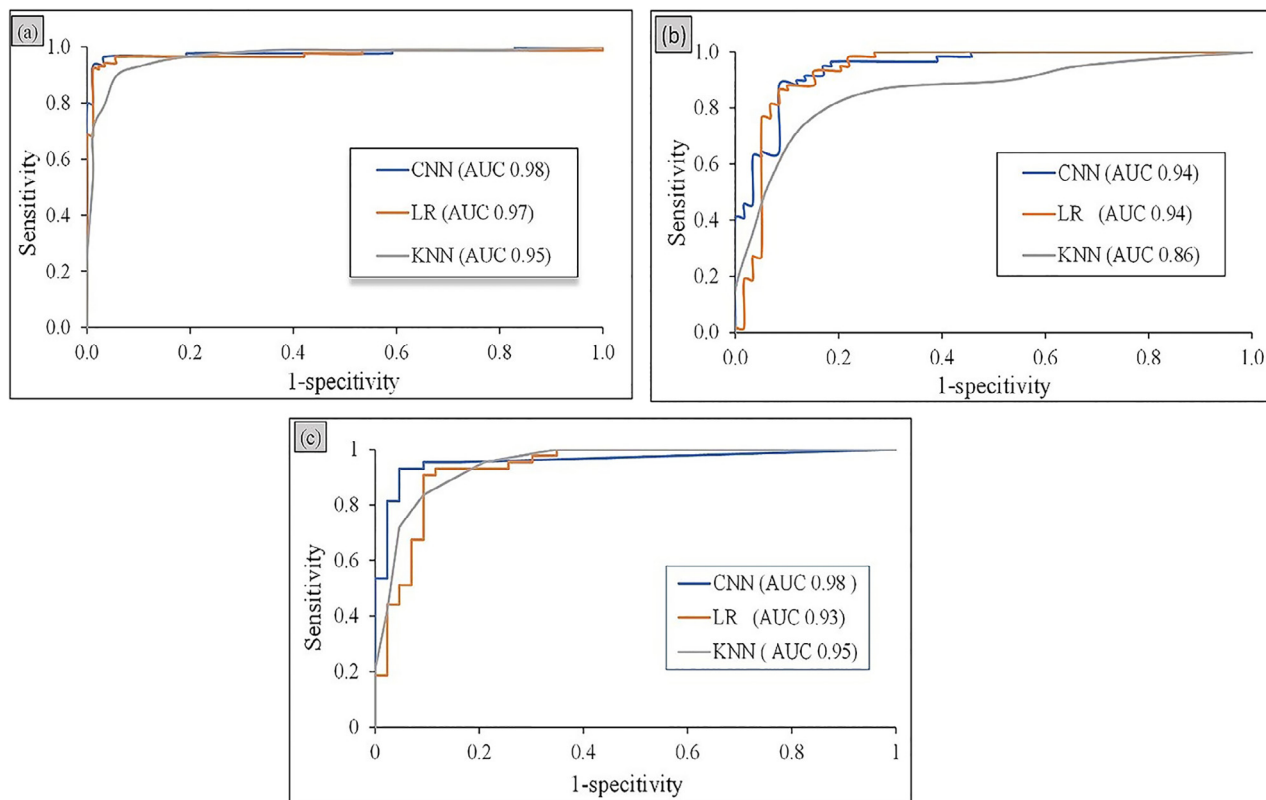 (a)
1.0
0.8
0.6
0.4
0.2
0.0
Sensitivity
CNN (AUC 0.98)
LR (AUC 0.97)
KNN (AUC 0.95)
0.0 0.2 0.4 0.6 0.8 1.0
1-specitivity
(b)
1.0
0.8
0.6
0.4
0.2
0.0
Sensitivity
CNN (AUC 0.94)
LR (AUC 0.94)
KNN (AUC 0.86)
0.0 0.2 0.4 0.6 0.8 1.0
1-specitivity
(c)
1
0.8
0.6
0.4
0.2
0
Sensitivity
CNN (AUC 0.98 )
LR (AUC 0.93)
KNN ( AUC 0.95)
0 0.2 0.4 0.6 0.8 1
1-specitivity